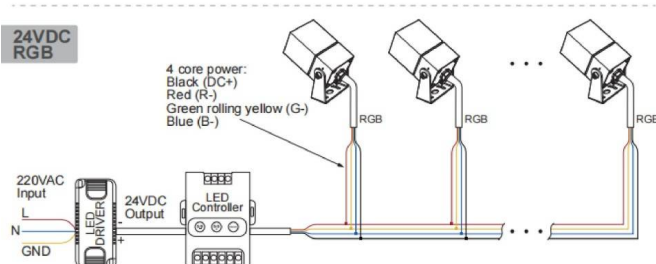 24VDC
RGB
4 core power:
Black (DC+)
Red (R-)
Green rolling yellow (G-)
Blue (B-)
RGB
RGB
RGB
220VAC
Input
L
N
GND
LED
DRIVER
-
+
24VDC
Output
LED
Controller